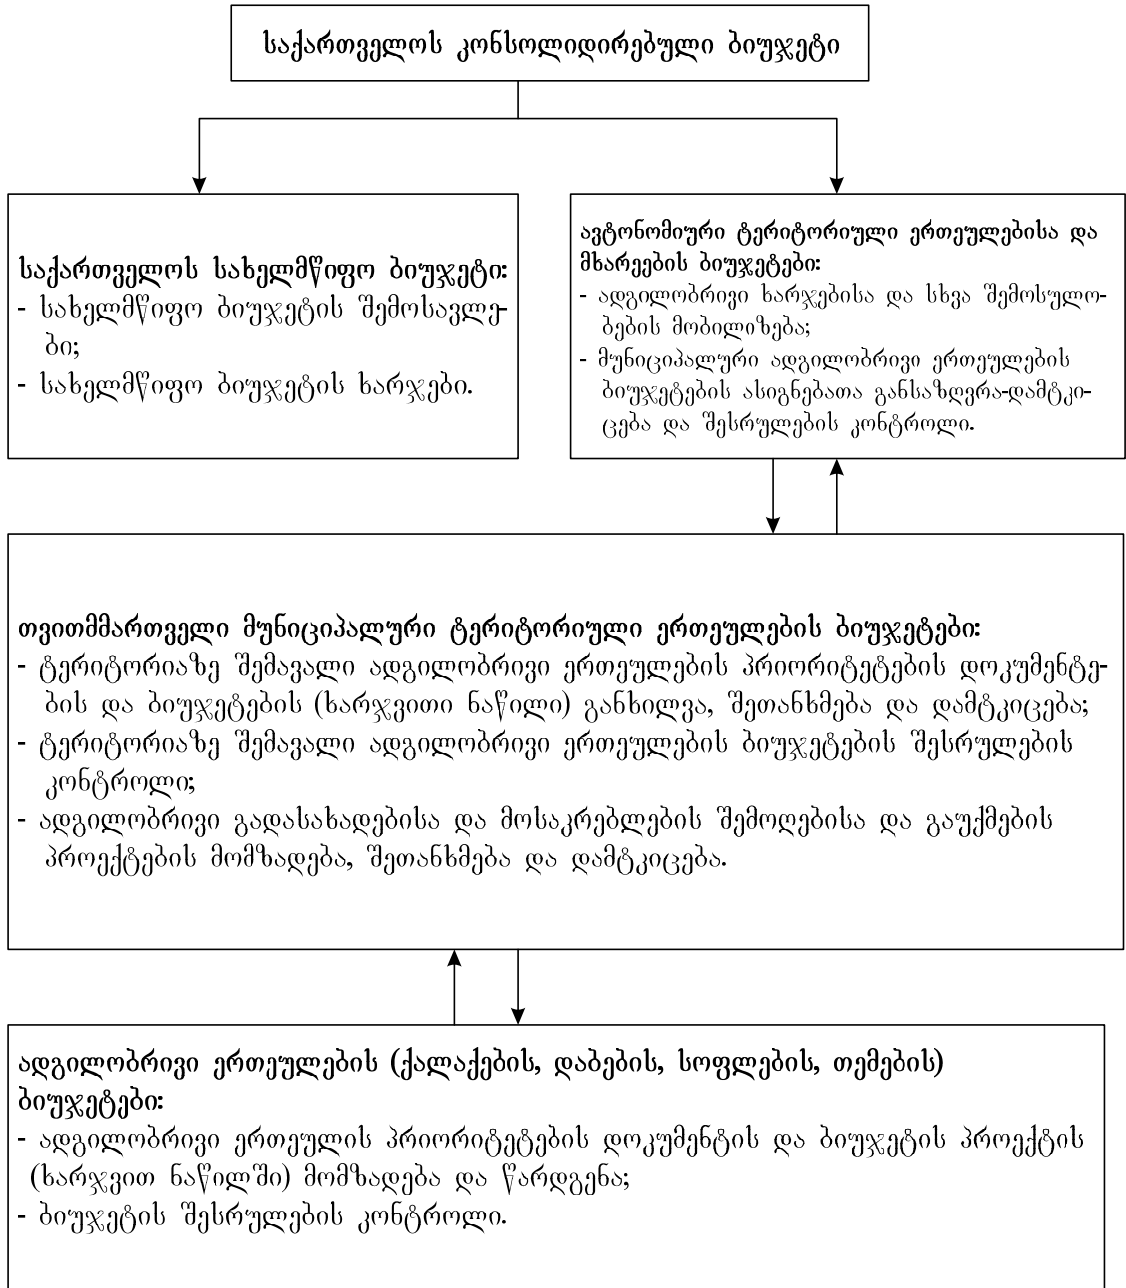 საქართველოს კონსოლიდირებული ბიუჯეტი
საქართველოს სახელმწიფო ბიუჯეტი:
- სახელმწიფო ბიუჯეტის შემოსავლე-
ბი;
- სახელმწიფო ბიუჯეტის ხარჯები.
ავტონომიური ტერიტორიული ერთეულებისა და
მხარეების ბიუჯეტები:
- ადგილობრივი ხარჯებისა და სხვა შემოსულო-
ბების მობილიზება;
- მუნიციპალური ადგილობრივი ერთეულების
ბიუჯეტების ასიგნებათა განსაზღვრა-დამტკი-
ცება და შესრულების კონტროლი.
თვითმმართველი მუნიციპალური ტერიტორიული ერთეულების ბიუჯეტები:
- ტერიტორიაზე შემავალი ადგილობრივი ერთეულების პრიორიტეტების დოკუმენტე-
ბის და ბიუჯეტების (ხარჯვითი ნაწილი) განხილვა, შეთანხმება და დამტკიცება;
- ტერიტორიაზე შემავალი ადგილობრივი ერთეულების ბიუჯეტების შესრულების
კონტროლი;
- ადგილობრივი გადასახადებისა და მოსაკრებლების შემოღებისა და გაუქმების
პროექტების მომზადება, შეთანხმება და დამტკიცება.
ადგილობრივი ერთეულების (ქალაქების, დაბების, სოფლების, თემების)
ბიუჯეტები:
- ადგილობრივი ერთეულის პრიორიტეტების დოკუმენტის და ბიუჯეტის პროექტის
(ხარჯვით ნაწილში) მომზადება და წარდგენა;
- ბიუჯეტის შესრულების კონტროლი.